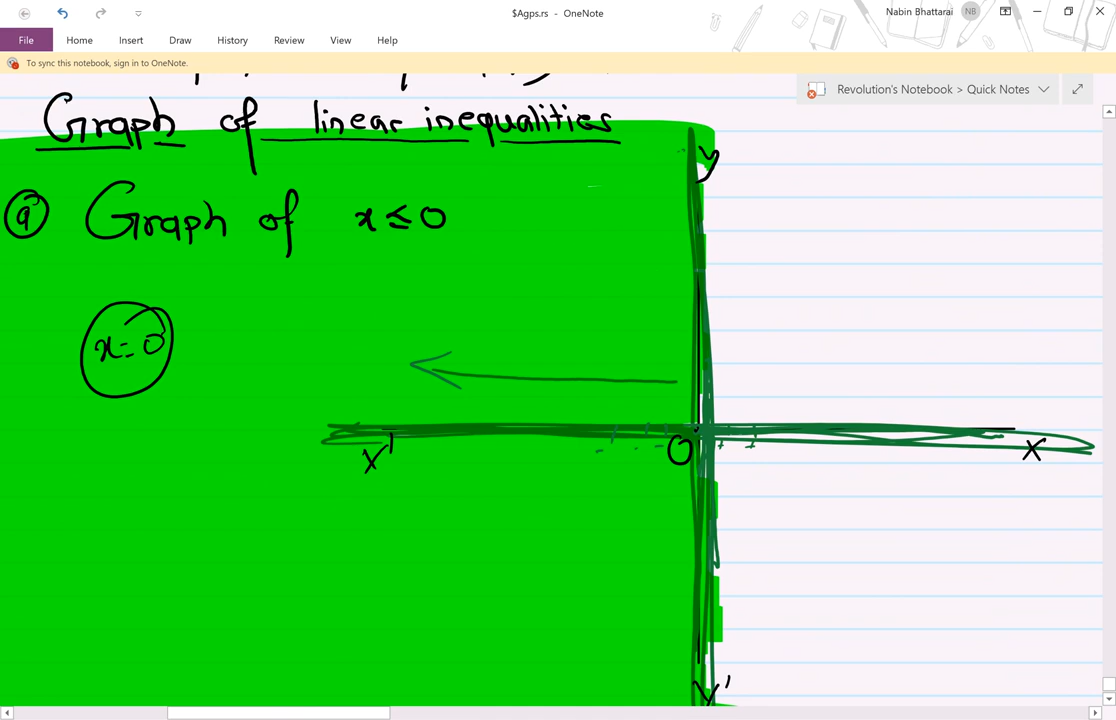 $Agps.rs - OneNote
Nabin Bhattarai NB
File Home Insert Draw History Review View Help
To sync this notebook, sign in to OneNote.
Revolution's Notebook > Quick Notes
Graph of linear inequalities
a Graph of x ≤ 0
y
x = 0
X' O X
Y'